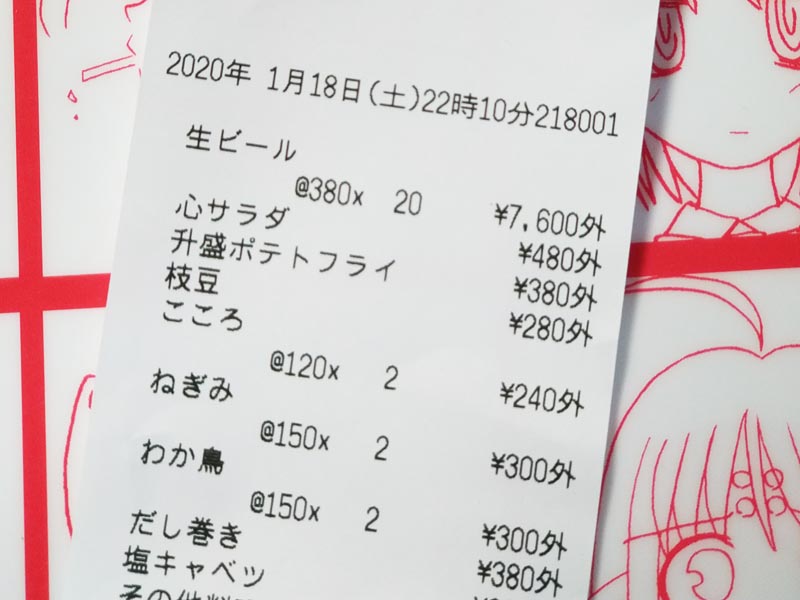 2020年 1月18日(土)22時10分218001
生ビール
@380x 20 ¥7,600外
心サラダ ¥480外
升盛ポテトフライ ¥380外
枝豆 ¥280外
こころ
@120x 2 ¥240外
ねぎみ
@150x 2 ¥300外
わか鳥
@150x 2 ¥300外
だし巻き ¥380外
塩キャベツ
その他料